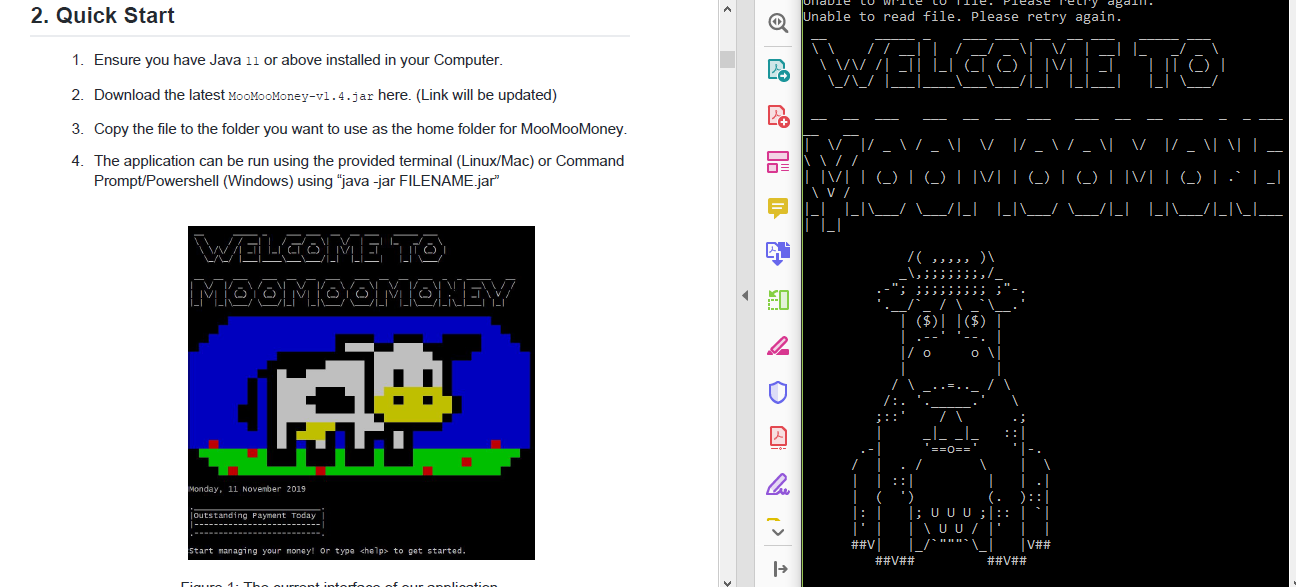 2. Quick Start
1. Ensure you have Java 11 or above installed in your Computer.
2. Download the latest MooMooMoney-v1.4.jar here. (Link will be updated)
3. Copy the file to the folder you want to use as the home folder for MooMooMoney.
4. The application can be run using the provided terminal (Linux/Mac) or Command
Prompt/Powershell (Windows) using “java -jar FILENAME.jar”
WELCOME TO
MOOMOOMONEY
Monday, 11 November 2019
Outstanding Payment Today
Start managing your money! Or type <help> to get started.
Figure 1: The current interface of our application
Unable to write to file. Please retry again.
Unable to read file. Please retry again.
WELCOME TO
MOOMOOMONEY